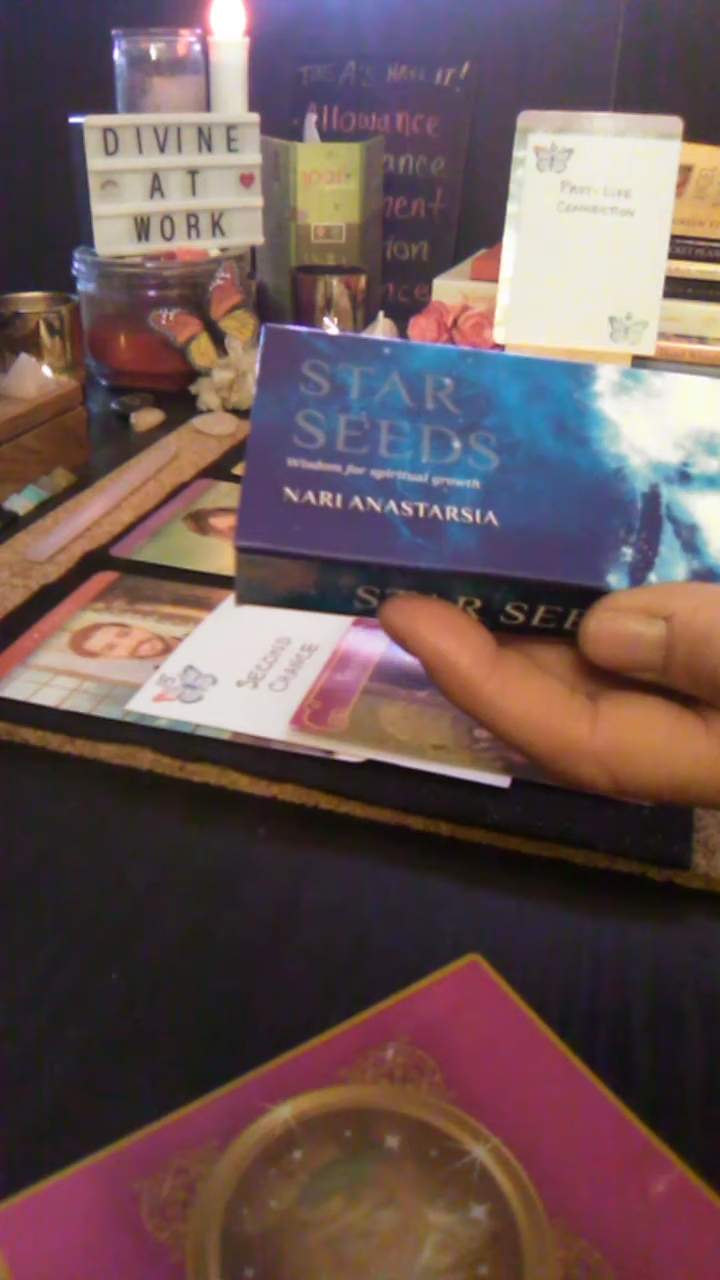 THE A'S HAVE IT!
Allowance
ance
ment
ion
nce
DIVINE
AT
WORK
PAST-LIFE
CONNECTION
STAR
SEEDS
Wisdom for spiritual growth
NARI ANASTARSIA
STAR SEE
SECOND
CHANCE